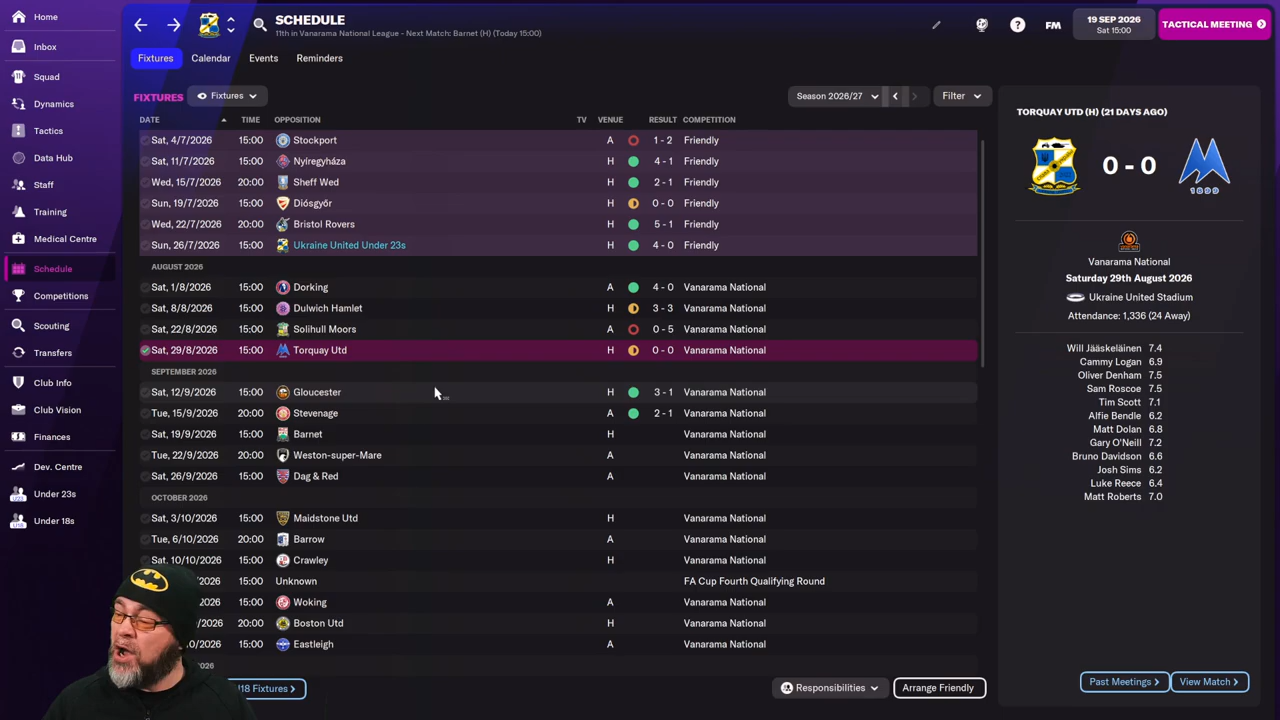 Home
Inbox
Squad
Dynamics
Tactics
Data Hub
Staff
Training
Medical Centre
Schedule
Competitions
Scouting
Transfers
Club Info
Club Vision
Finances
Dev. Centre
Under 23s
Under 18s
SCHEDULE
11th in Vanarama National League - Next Match: Barnet (H) (Today 15:00)
FM
19 SEP 2026
Sat 15:00
TACTICAL MEETING
Fixtures Calendar Events Reminders
FIXTURES Fixtures Season 2026/27 Filter
DATE TIME OPPOSITION TV VENUE RESULT COMPETITION
Sat, 4/7/2026 15:00 Stockport A 1 - 2 Friendly
Sat, 11/7/2026 15:00 Nyíregyháza H 4 - 1 Friendly
Wed, 15/7/2026 20:00 Sheff Wed H 2 - 1 Friendly
Sun, 19/7/2026 15:00 Diósgyőr H 0 - 0 Friendly
Wed, 22/7/2026 20:00 Bristol Rovers H 5 - 1 Friendly
Sun, 26/7/2026 15:00 Ukraine United Under 23s H 4 - 0 Friendly
AUGUST 2026
Sat, 1/8/2026 15:00 Dorking A 4 - 0 Vanarama National
Sat, 8/8/2026 15:00 Dulwich Hamlet H 3 - 3 Vanarama National
Sat, 22/8/2026 15:00 Solihull Moors A 0 - 5 Vanarama National
Sat, 29/8/2026 15:00 Torquay Utd H 0 - 0 Vanarama National
SEPTEMBER 2026
Sat, 12/9/2026 15:00 Gloucester H 3 - 1 Vanarama National
Tue, 15/9/2026 20:00 Stevenage A 2 - 1 Vanarama National
Sat, 19/9/2026 15:00 Barnet H Vanarama National
Tue, 22/9/2026 20:00 Weston-super-Mare A Vanarama National
Sat, 26/9/2026 15:00 Dag & Red A Vanarama National
OCTOBER 2026
Sat, 3/10/2026 15:00 Maidstone Utd H Vanarama National
Tue, 6/10/2026 20:00 Barrow A Vanarama National
Sat, 10/10/2026 15:00 Crawley H Vanarama National
/2026 15:00 Unknown FA Cup Fourth Qualifying Round
/2026 15:00 Woking A Vanarama National
/2026 20:00 Boston Utd H Vanarama National
/2026 15:00 Eastleigh A Vanarama National
2026
U18 Fixtures Responsibilities Arrange Friendly
TORQUAY UTD (H) (21 DAYS AGO)
0 - 0
1899
Vanarama National
Saturday 29th August 2026
Ukraine United Stadium
Attendance: 1,336 (24 Away)
Will Jääskeläinen 7.4
Cammy Logan 6.9
Oliver Denham 7.5
Sam Roscoe 7.5
Tim Scott 7.1
Alfie Bendle 6.2
Matt Dolan 6.8
Gary O'Neill 7.2
Bruno Davidson 6.6
Josh Sims 6.2
Luke Reece 6.4
Matt Roberts 7.0
Past Meetings View Match